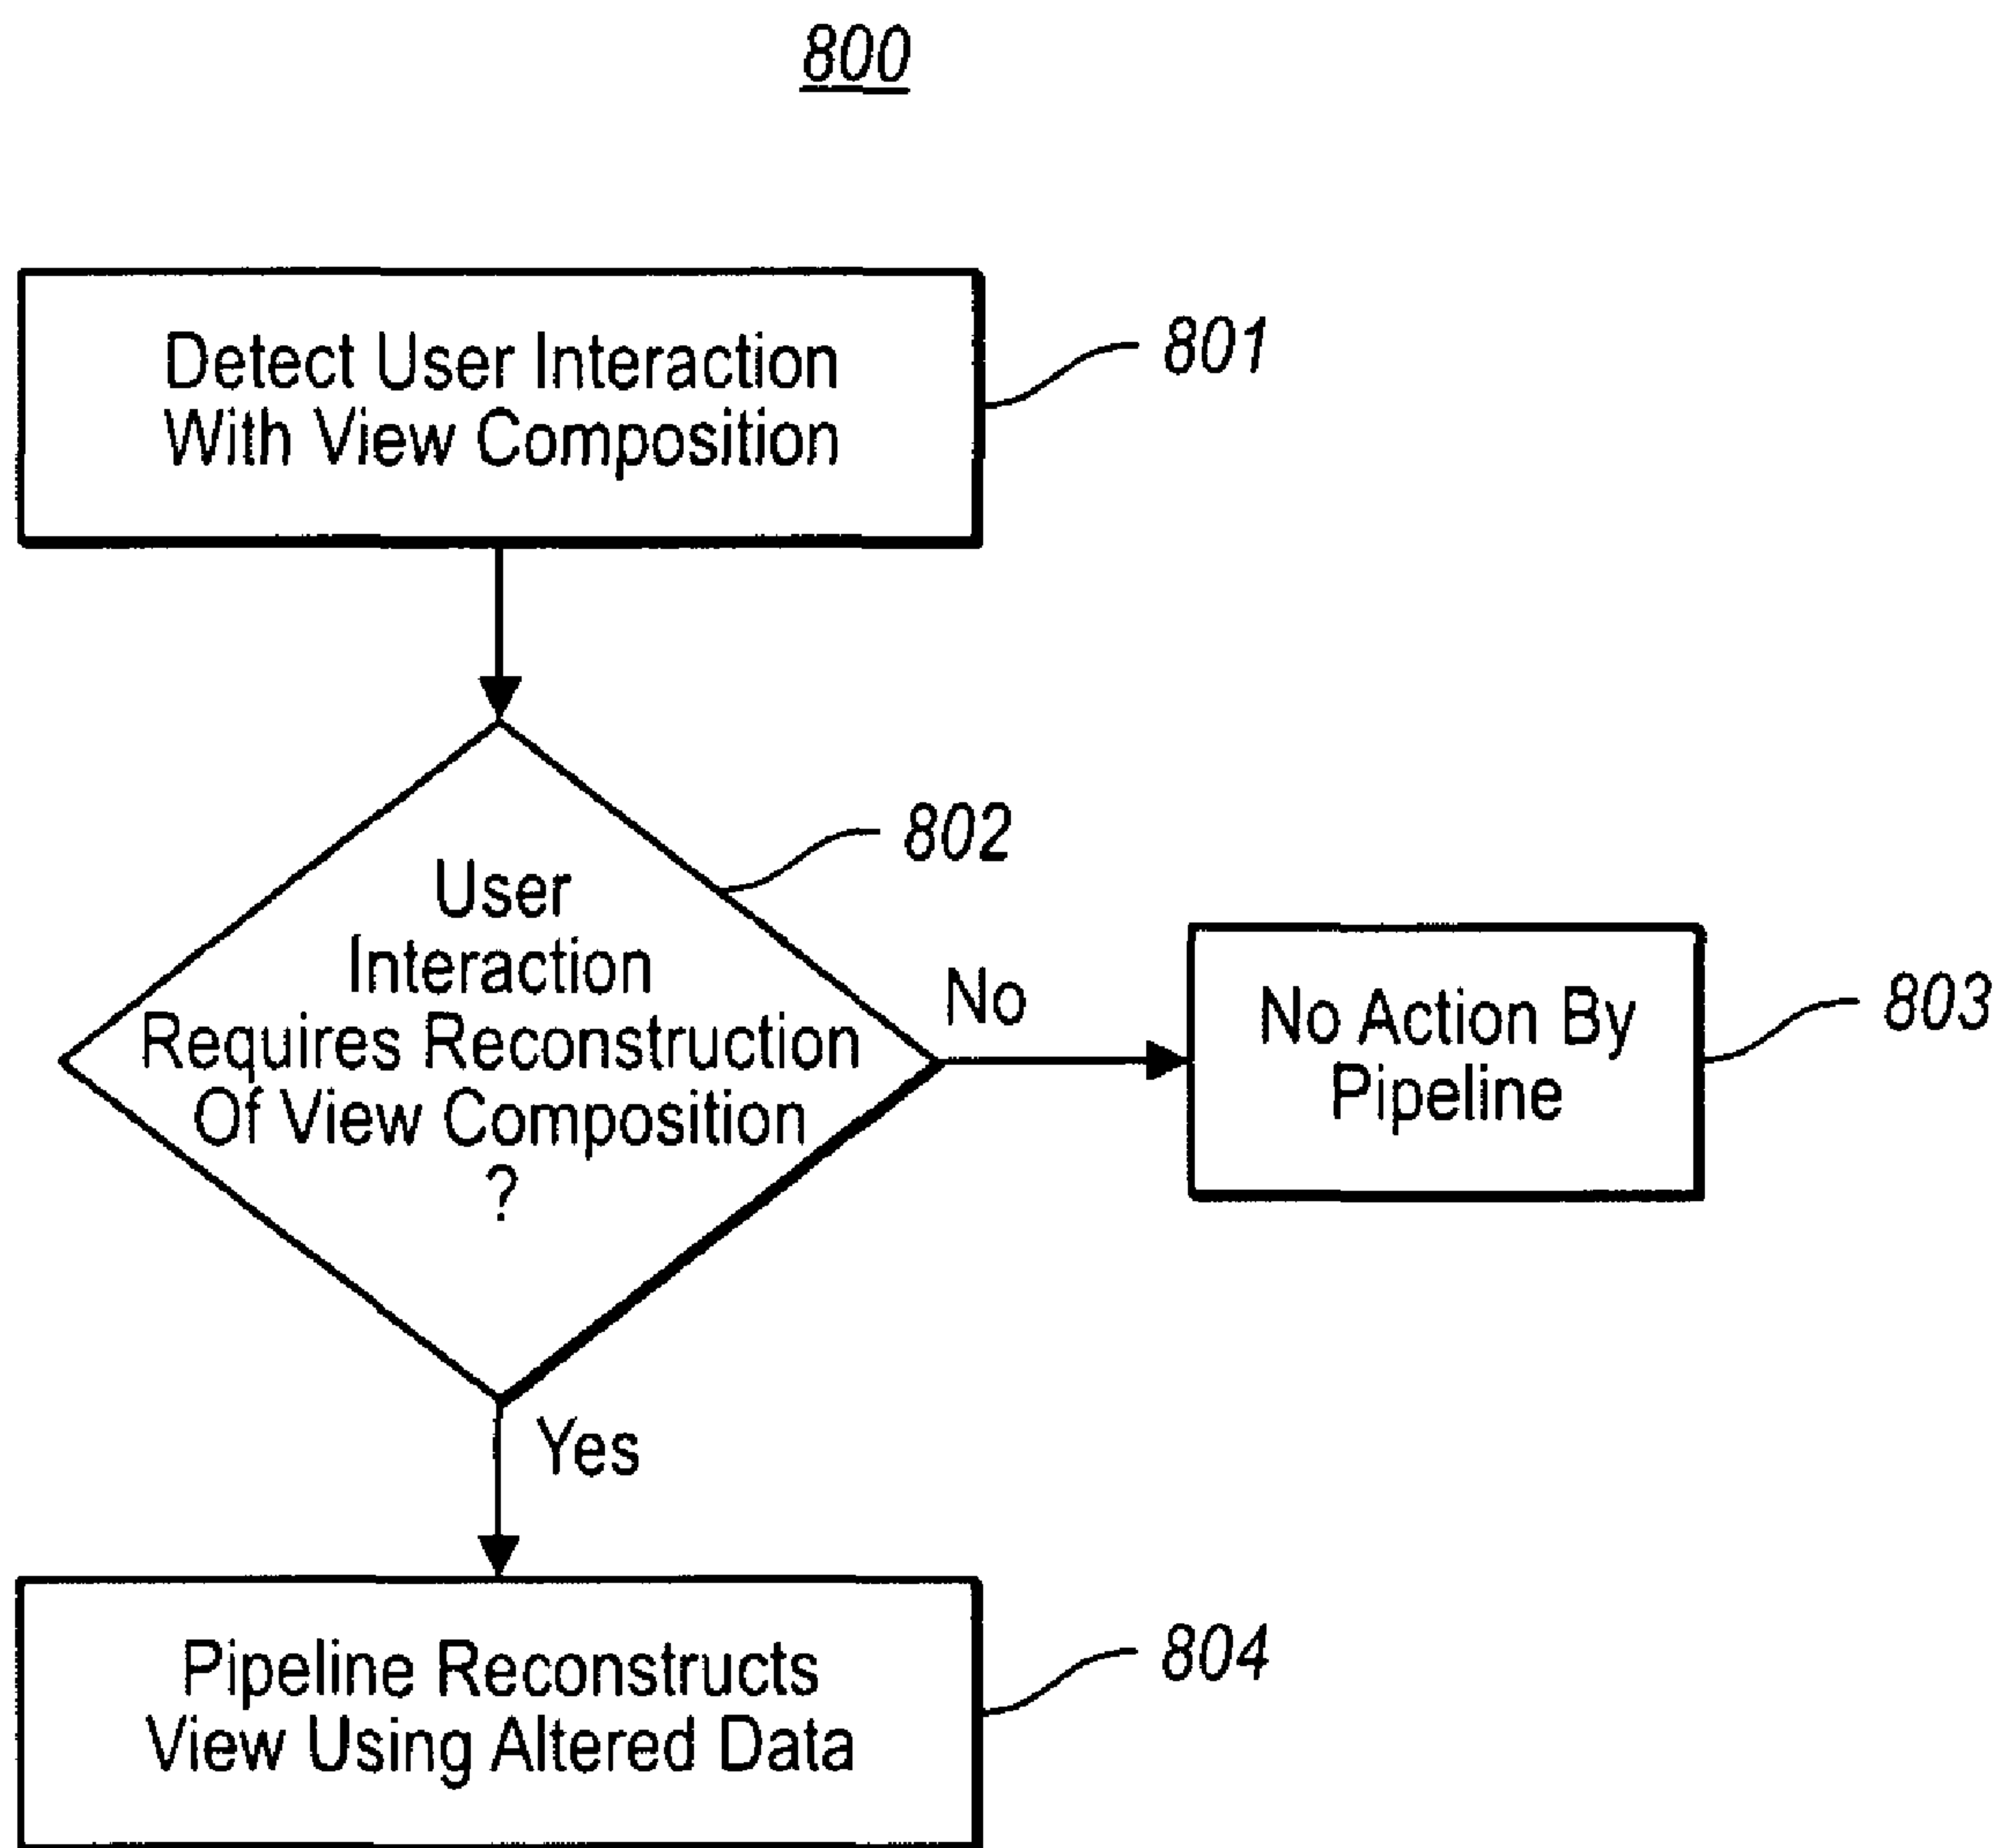 800
Detect User Interaction
With View Composition
801
User
Interaction
Requires Reconstruction
Of View Composition
?
802
No
No Action By
Pipeline
803
Yes
Pipeline Reconstructs
View Using Altered Data
804